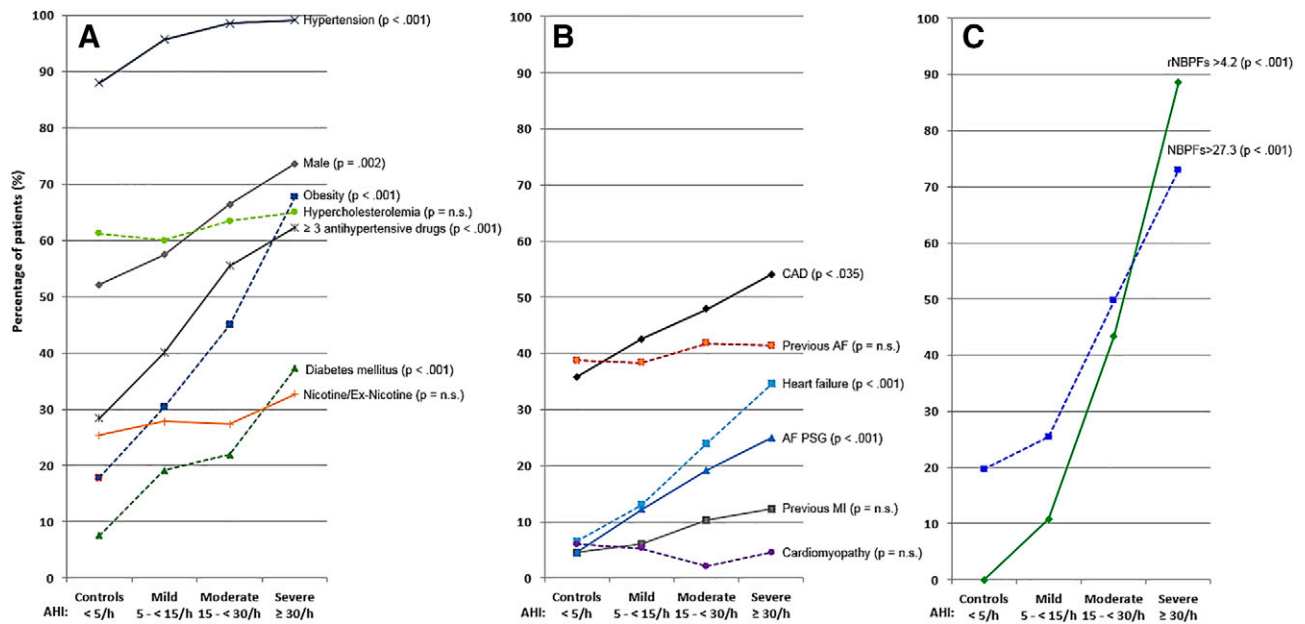 A
Percentage of patients (%)
100
90
80
70
60
50
40
30
20
10
0
Hypertension (p < .001)
Male (p = .002)
Obesity (p < .001)
Hypercholesterolemia (p = n.s.)
≥ 3 antihypertensive drugs (p < .001)
Diabetes mellitus (p < .001)
Nicotine/Ex-Nicotine (p = n.s.)
Controls Mild Moderate Severe
AHI: < 5/h 5 - < 15/h 15 - < 30/h ≥ 30/h
B
100
90
80
70
60
50
40
30
20
10
0
CAD (p < .035)
Previous AF (p = n.s.)
Heart failure (p < .001)
AF PSG (p < .001)
Previous MI (p = n.s.)
Cardiomyopathy (p = n.s.)
Controls Mild Moderate Severe
AHI: < 5/h 5 - < 15/h 15 - < 30/h ≥ 30/h
C
100
90
80
70
60
50
40
30
20
10
0
rNBPFs >4.2 (p < .001)
NBPFs>27.3 (p < .001)
Controls Mild Moderate Severe
AHI: < 5/h 5 - < 15/h 15 - < 30/h ≥ 30/h